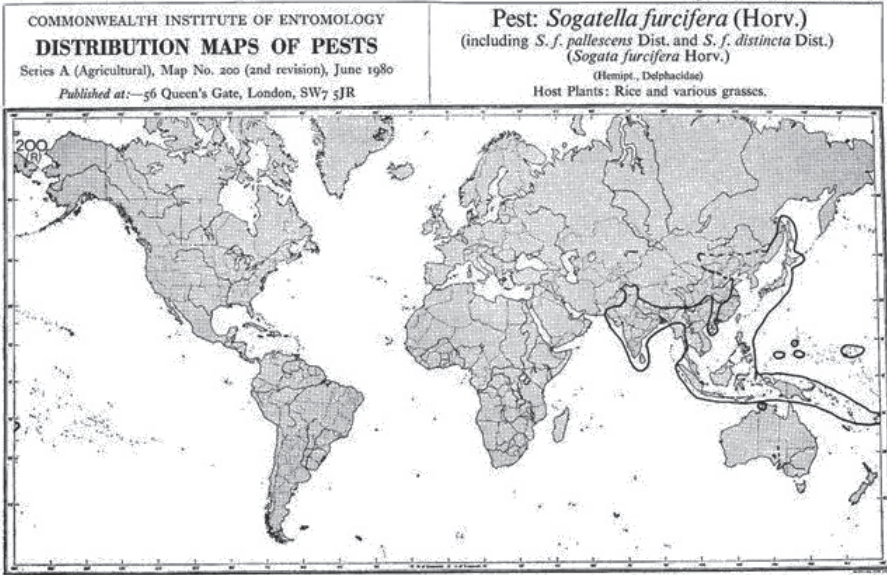 COMMONWEALTH INSTITUTE OF ENTOMOLOGY
DISTRIBUTION MAPS OF PESTS
Series A (Agricultural), Map No. 200 (2nd revision), June 1980
Published at:—56 Queen's Gate, London, SW7 5JR
Pest: Sogatella furcifera (Horv.)
(including S. f. pallescens Dist. and S. f. distincta Dist.)
(Sogata furcifera Horv.)
(Hemipt., Delphacidae)
Host Plants: Rice and various grasses.
200
(R)